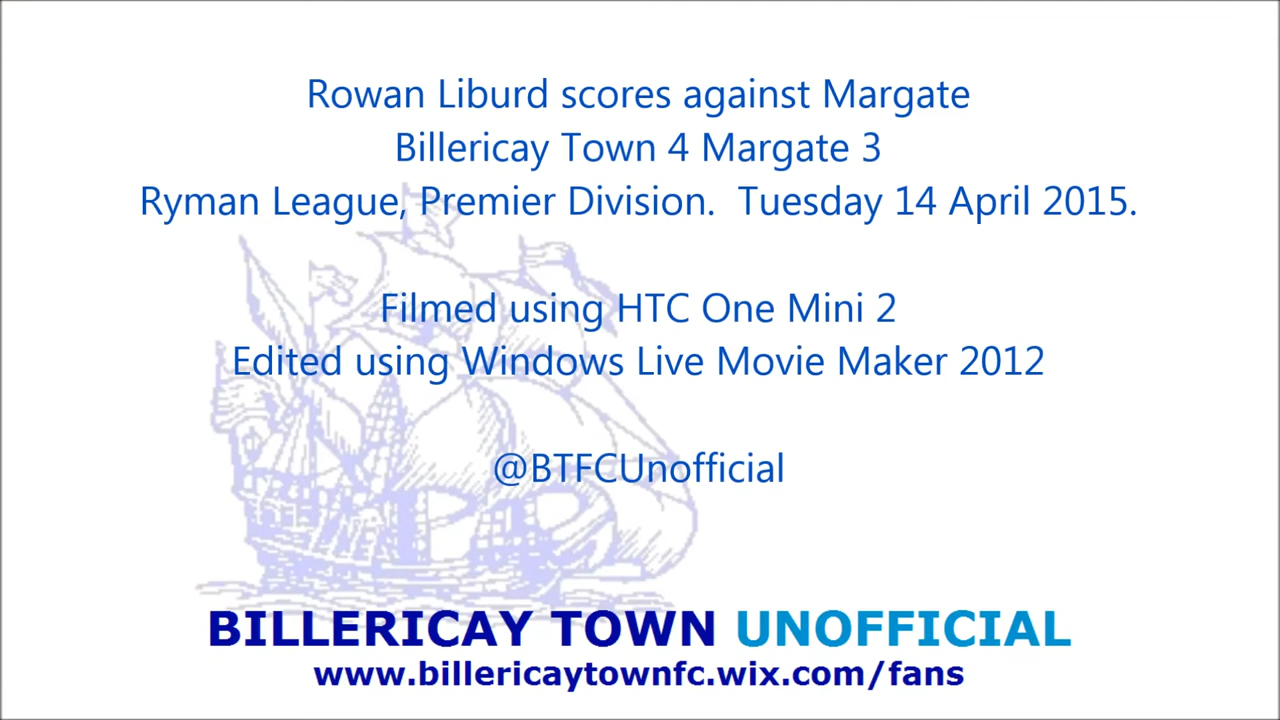 Rowan Liburd scores against Margate
Billericay Town 4 Margate 3
Ryman League, Premier Division.  Tuesday 14 April 2015.
Filmed using HTC One Mini 2
Edited using Windows Live Movie Maker 2012
@BTFCUnofficial
BILLERICAY TOWN UNOFFICIAL
www.billericaytownfc.wix.com/fans